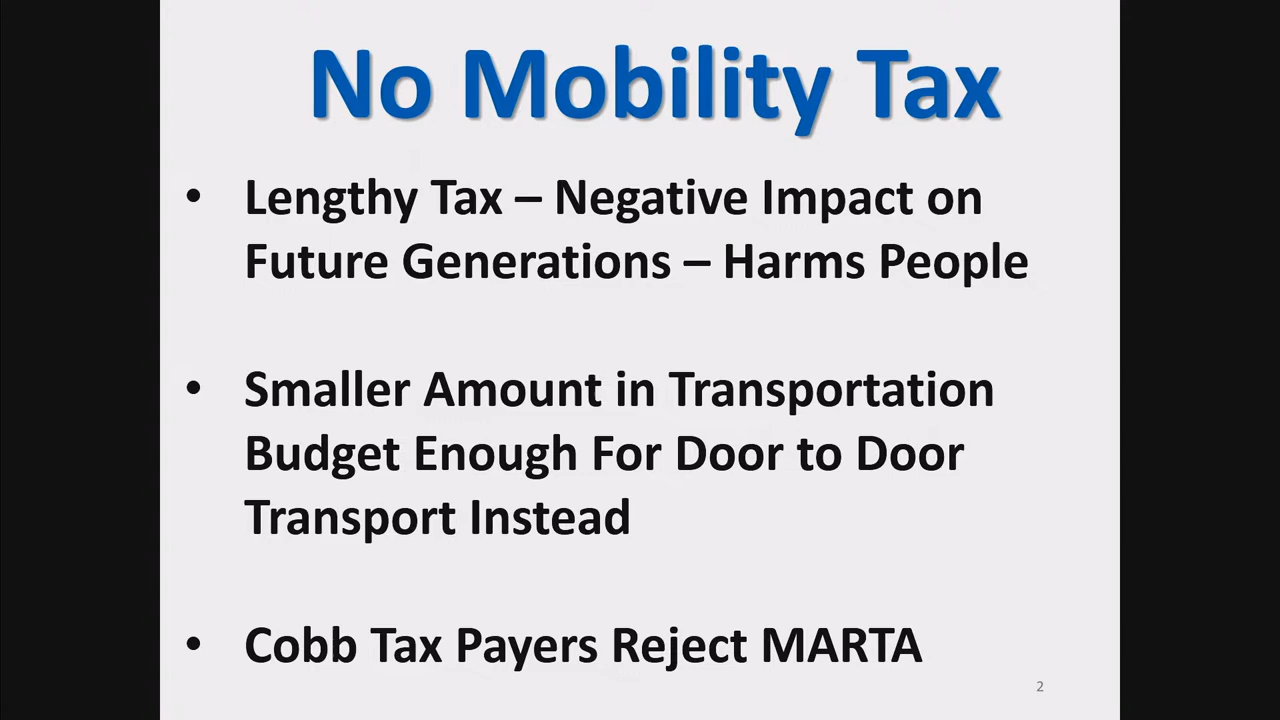 No Mobility Tax
• Lengthy Tax – Negative Impact on
Future Generations – Harms People
• Smaller Amount in Transportation
Budget Enough For Door to Door
Transport Instead
• Cobb Tax Payers Reject MARTA
2